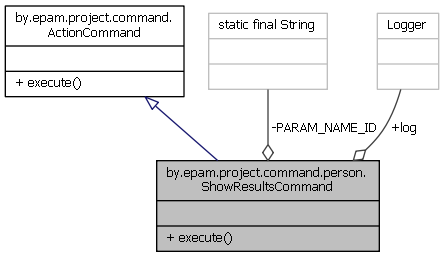 by.epam.project.command.
ActionCommand
+ execute()
static final String
Logger
-PARAM_NAME_ID
+log
by.epam.project.command.person.
ShowResultsCommand
+ execute()